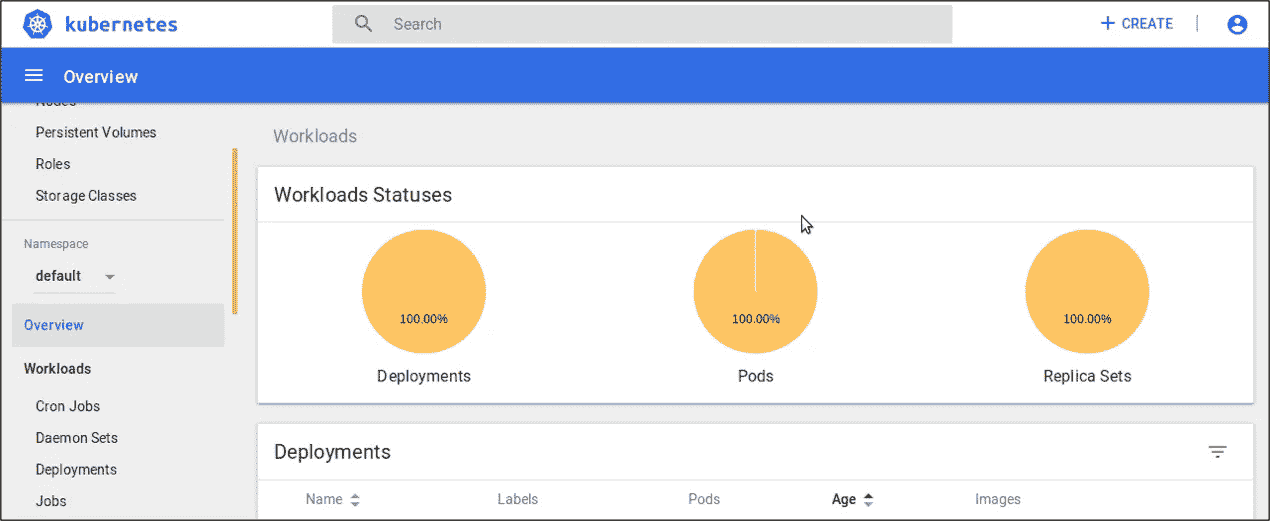 kubernetes
Search
+ CREATE
Overview
Nodes
Persistent Volumes
Roles
Storage Classes
Namespace
default
Overview
Workloads
Cron Jobs
Daemon Sets
Deployments
Jobs
Workloads
Workloads Statuses
100.00% 100.00% 100.00%
Deployments Pods Replica Sets
Deployments
Name Labels Pods Age Images